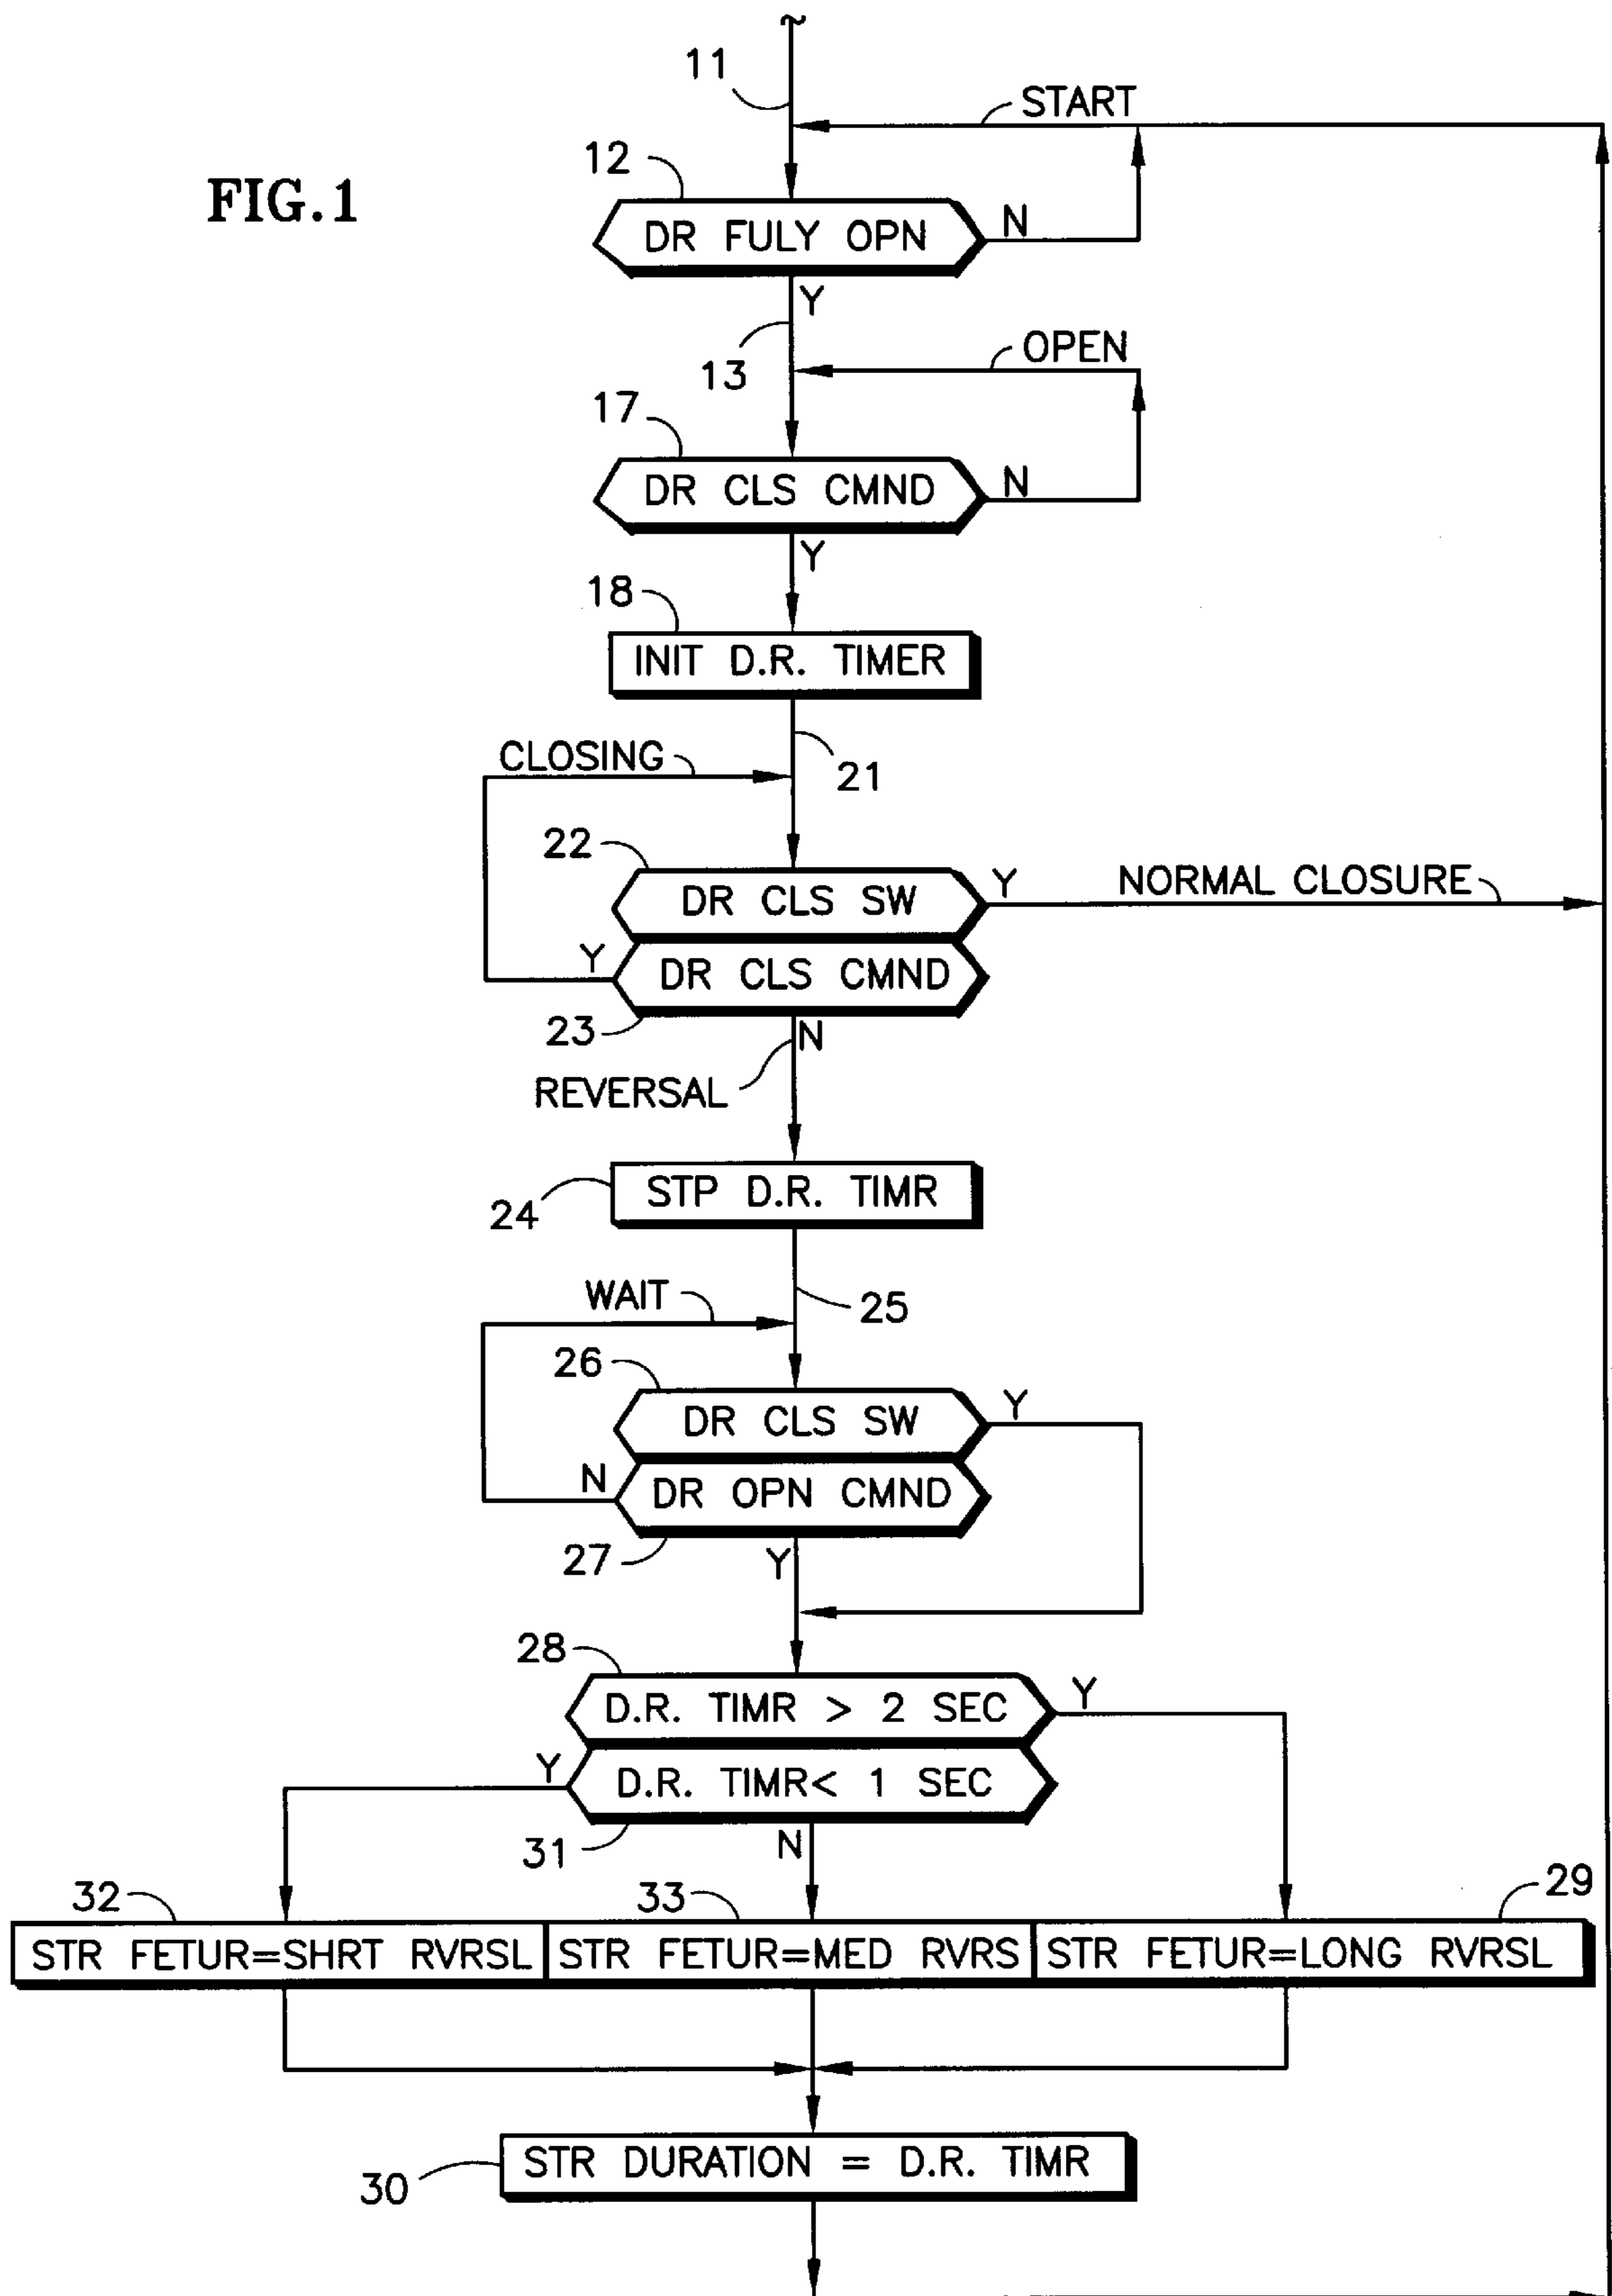 11
START
FIG.1
12
DR FULY OPN
N
Y
13
OPEN
17
DR CLS CMND
N
Y
18
INIT D.R. TIMER
CLOSING
21
22
DR CLS SW
Y
NORMAL CLOSURE
Y
DR CLS CMND
23
N
REVERSAL
STP D.R. TIMR
24
WAIT
25
26
DR CLS SW
Y
N
DR OPN CMND
27
Y
28
D.R. TIMR > 2 SEC
Y
Y
D.R. TIMR< 1 SEC
31
N
32
33
29
STR FETUR=SHRT RVRSL
STR FETUR=MED RVRS
STR FETUR=LONG RVRSL
STR DURATION = D.R. TIMR
30